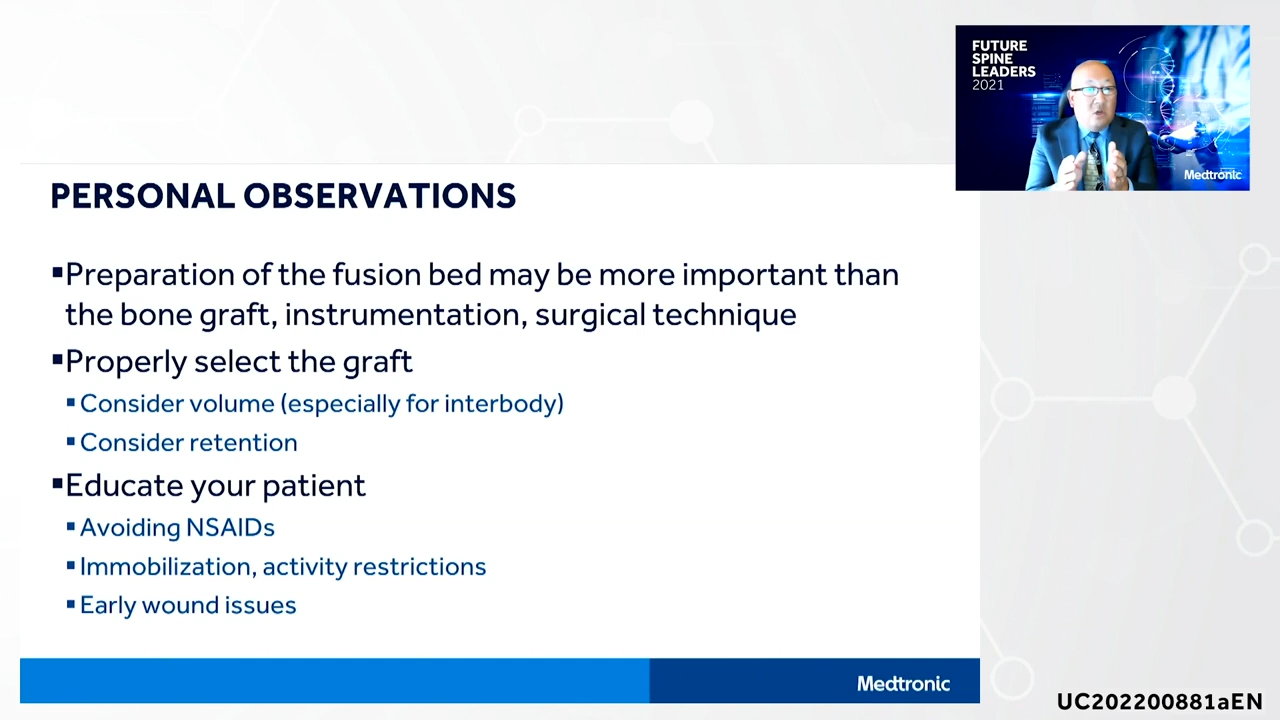 FUTURE
SPINE
LEADERS
2021
Medtronic
PERSONAL OBSERVATIONS
▪Preparation of the fusion bed may be more important than
the bone graft, instrumentation, surgical technique
▪Properly select the graft
▪Consider volume (especially for interbody)
▪Consider retention
▪Educate your patient
▪Avoiding NSAIDs
▪Immobilization, activity restrictions
▪Early wound issues
Medtronic
UC202200881aEN